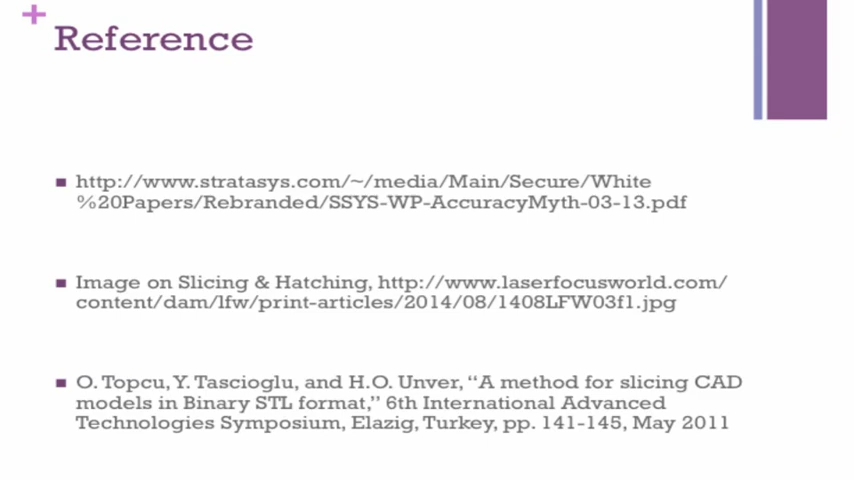 Reference
http://www.stratasys.com/~/media/Main/Secure/White
%20Papers/Rebranded/SSYS-WP-AccuracyMyth-03-13.pdf
Image on Slicing & Hatching, http://www.laserfocusworld.com/
content/dam/lfw/print-articles/2014/08/1408LFW03f1.jpg
O. Topcu, Y. Tascioglu, and H.O. Unver, “A method for slicing CAD
models in Binary STL format,” 6th International Advanced
Technologies Symposium, Elazig, Turkey, pp. 141-145, May 2011